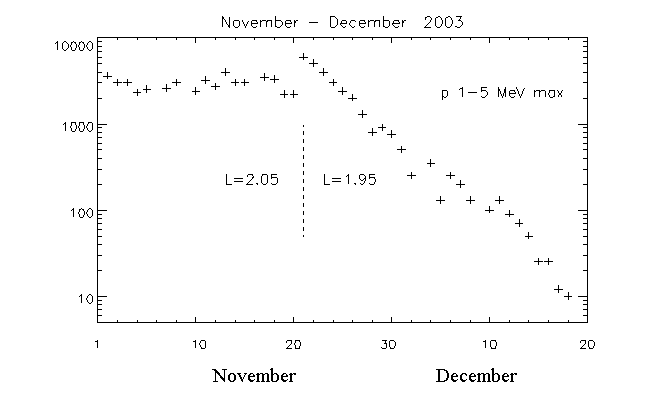 November – December 2003
10000
p 1–5 MeV max
1000
L=2.05 L=1.95
100
10
1 10 20 30 10 20
November December